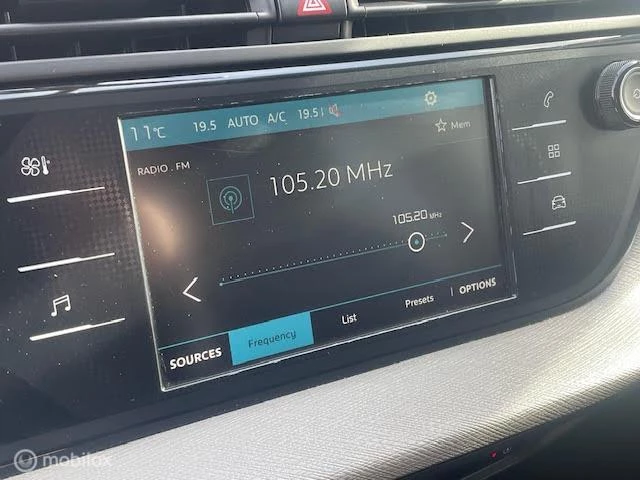 11°C 19.5 AUTO A/C 19.5
Mem
RADIO . FM
105.20 MHz
105.20 MHz
SOURCES Frequency List Presets OPTIONS
mobilox